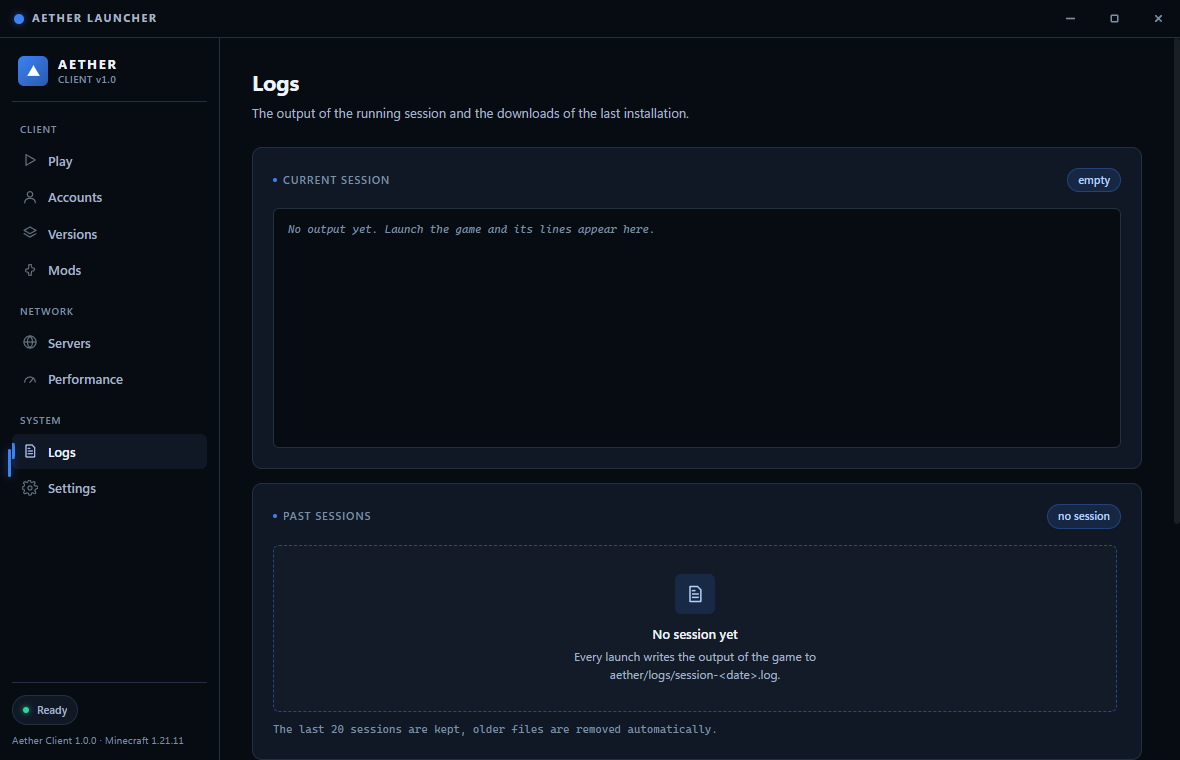 AETHER LAUNCHER
AETHER
CLIENT v1.0
CLIENT
Play
Accounts
Versions
Mods
NETWORK
Servers
Performance
SYSTEM
Logs
Settings
Ready
Aether Client 1.0.0 · Minecraft 1.21.11
Logs
The output of the running session and the downloads of the last installation.
CURRENT SESSION
empty
No output yet. Launch the game and its lines appear here.
PAST SESSIONS
no session
No session yet
Every launch writes the output of the game to
aether/logs/session-<date>.log.
The last 20 sessions are kept, older files are removed automatically.